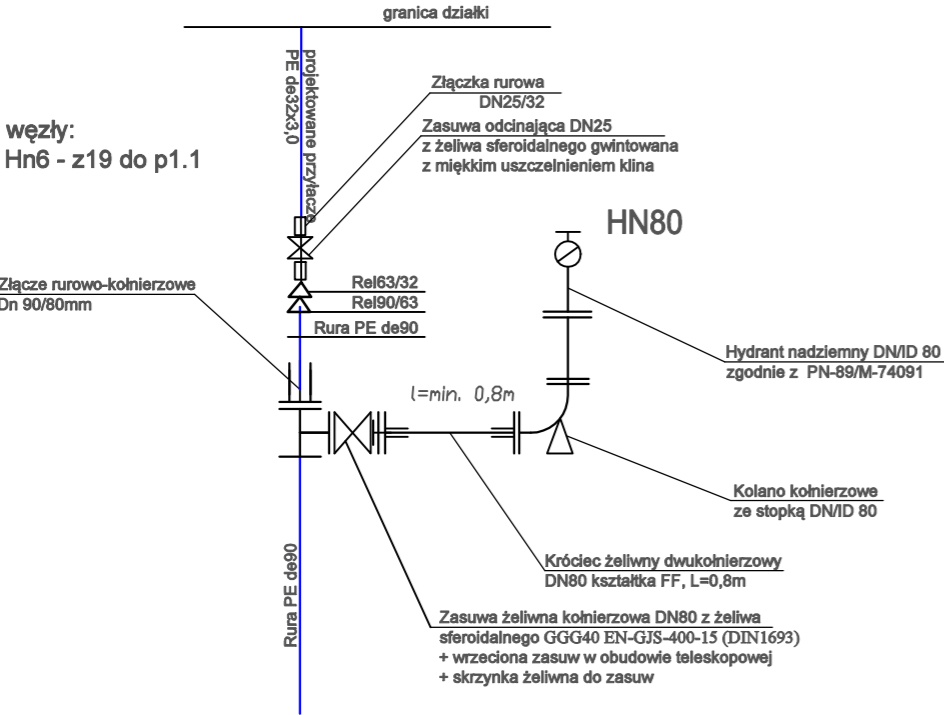 granica działki
projektowane przyłącze
PE de32x3,0
Złączka rurowa
DN25/32
węzły:
Hn6 - z19 do p1.1
Zasuwa odcinająca DN25
z żeliwa sferoidalnego gwintowana
z miękkim uszczelnieniem klina
HN80
Złącze rurowo-kołnierzowe
Dn 90/80mm
Rel63/32
Rel90/63
Rura PE de90
Hydrant nadziemny DN/ID 80
zgodnie z PN-89/M-74091
l=min. 0,8m
Kolano kołnierzowe
ze stopką DN/ID 80
Rura PE de90
Króciec żeliwny dwukołnierzowy
DN80 kształtka FF, L=0,8m
Zasuwa żeliwna kołnierzowa DN80 z żeliwa
sferoidalnego GGG40 EN-GJS-400-15 (DIN1693)
+ wrzeciona zasuw w obudowie teleskopowej
+ skrzynka żeliwna do zasuw